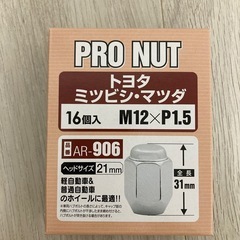 PRO NUT
トヨタ
ミツビシ・マツダ
16個入 M12×P1.5
品番 AR-906
ヘッドサイズ 21mm
全長
31mm
軽自動車&
普通自動車
のホイールに最適!!